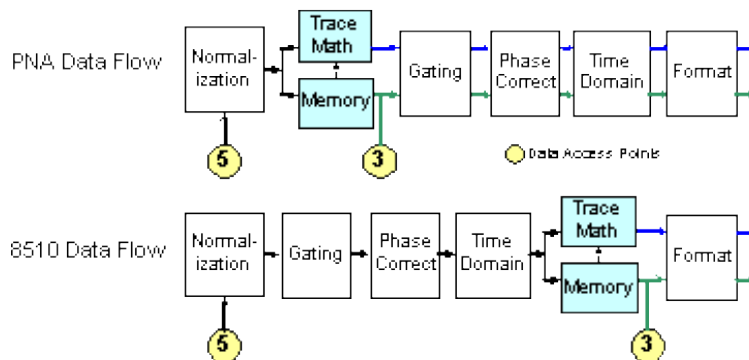 PNA Data Flow
Normal-
ization
Trace
Math
Memory
Gating
Phase
Correct
Time
Domain
Format
5
3
Data Access Points
8510 Data Flow
Normal-
ization
Gating
Phase
Correct
Time
Domain
Trace
Math
Memory
Format
5
3